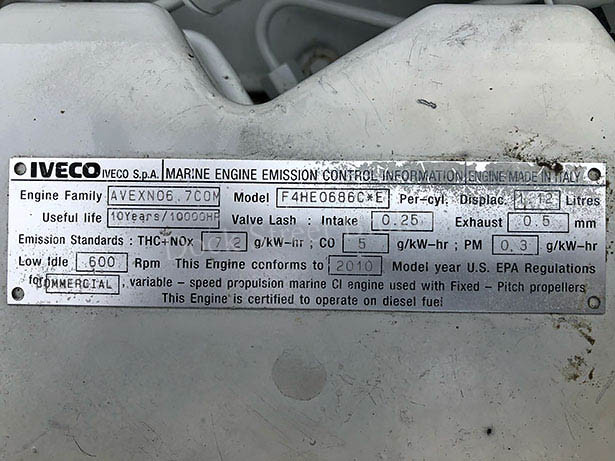 IVECO IVECO S.p.A. MARINE ENGINE EMISSION CONTROL INFORMATION ENGINE MADE IN ITALY
Engine Family AVEXN06.7COM Model F4HE0686C*E Per-cyl. Displac. 1.12 Litres
Useful life 10Years/10000HR Valve Lash : Intake 0.25 Exhaust 0.5 mm
Emission Standards : THC+NOx 7.2 g/kW-hr ; CO 5 g/kW-hr ; PM 0.3 g/kW-hr
Low Idle 600 Rpm This Engine conforms to 2010 Model year U.S. EPA Regulations
for OMMERCIAL , variable - speed propulsion marine CI engine used with Fixed - Pitch propellers
This Engine is certified to operate on diesel fuel